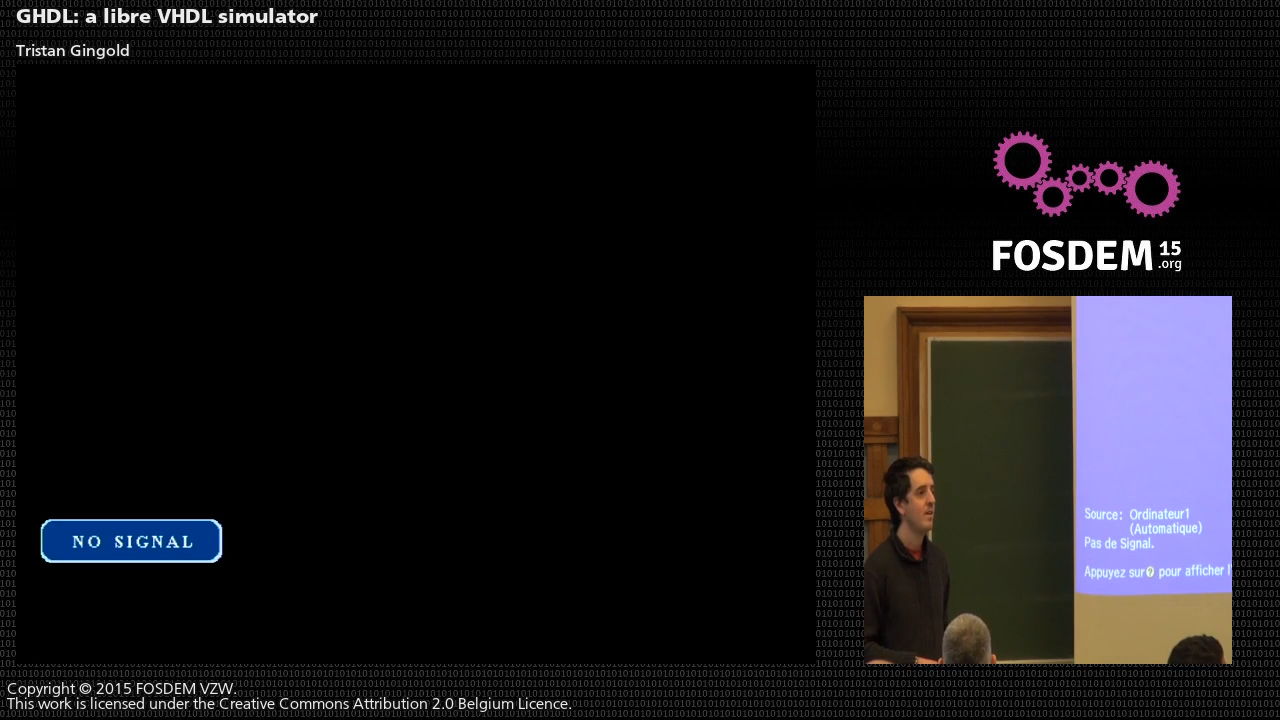 GHDL: a libre VHDL simulator
Tristan Gingold
NO SIGNAL
FOSDEM 15
.org
Source: Ordinateur1
(Automatique)
Pas de Signal.
Appuyez sur? pour afficher l'
Copyright © 2015 FOSDEM VZW.
This work is licensed under the Creative Commons Attribution 2.0 Belgium Licence.